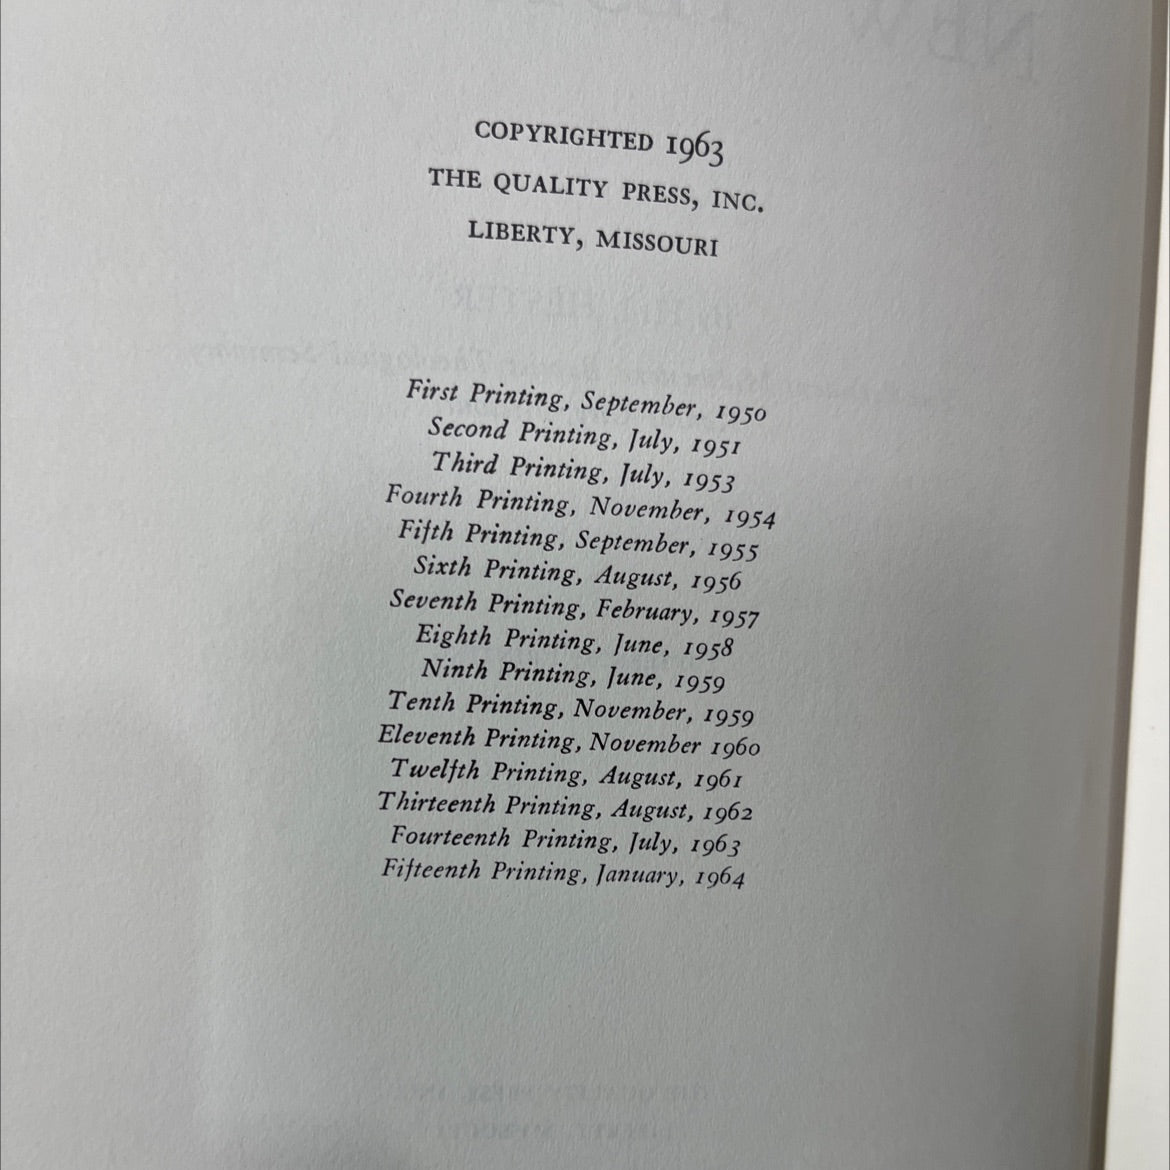 COPYRIGHTED 1963
THE QUALITY PRESS, INC.
LIBERTY, MISSOURI
First Printing, September, 1950
Second Printing, July, 1951
Third Printing, July, 1953
Fourth Printing, November, 1954
Fifth Printing, September, 1955
Sixth Printing, August, 1956
Seventh Printing, February, 1957
Eighth Printing, June, 1958
Ninth Printing, June, 1959
Tenth Printing, November, 1959
Eleventh Printing, November 1960
Twelfth Printing, August, 1961
Thirteenth Printing, August, 1962
Fourteenth Printing, July, 1963
Fifteenth Printing, January, 1964